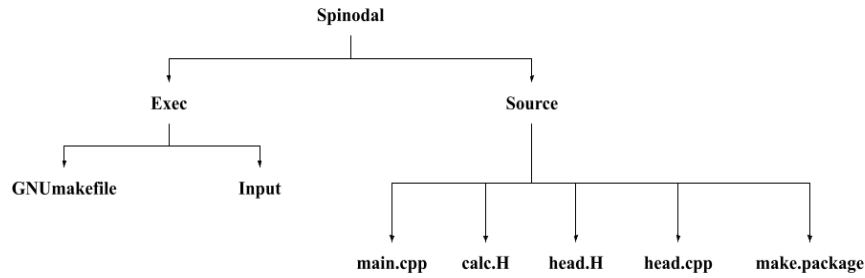 Spinodal
Exec Source
GNUmakefile Input
main.cpp calc.H head.H head.cpp make.package